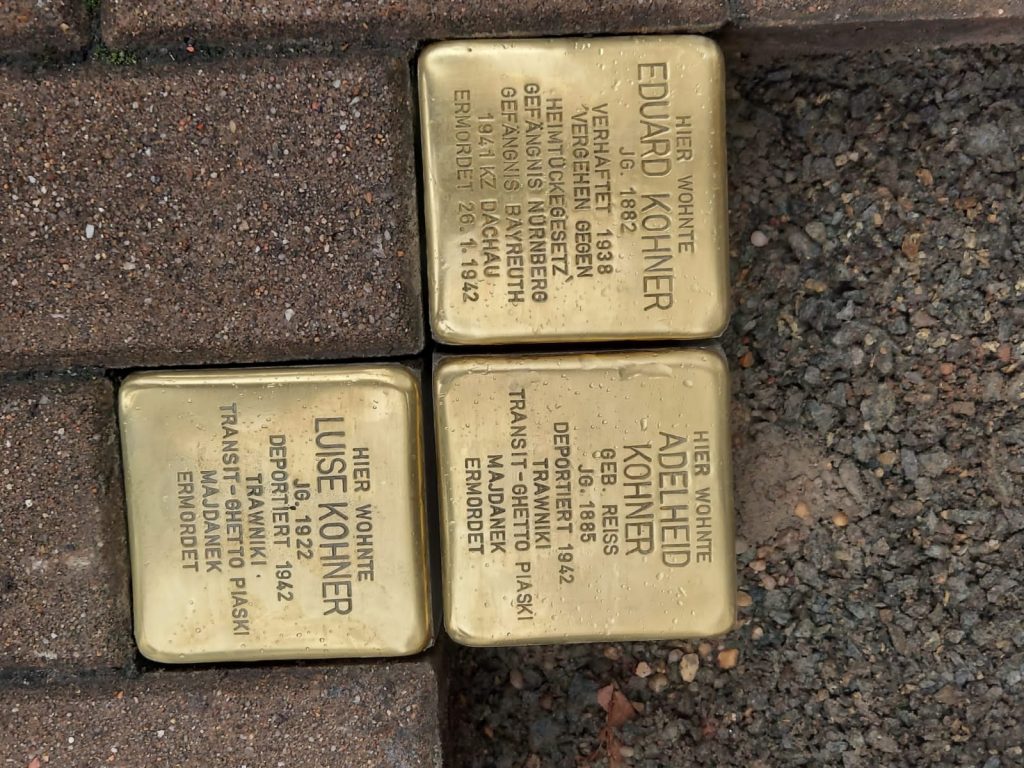 HIER WOHNTE
EDUARD KOHNER
JG. 1882
VERHAFTET 1938
'VERGEHEN GEGEN
HEIMTÜCKEGESETZ'
GEFÄNGNIS NÜRNBERG
GEFÄNGNIS BAYREUTH
1941 KZ DACHAU
ERMORDET 26.1.1942
HIER WOHNTE
ADELHEID
KOHNER
GEB. REISS
JG. 1885
DEPORTIERT 1942
TRAWNIKI
TRANSIT-GHETTO PIASKI
MAJDANEK
ERMORDET
HIER WOHNTE
LUISE KOHNER
JG. 1922
DEPORTIERT 1942
TRAWNIKI
TRANSIT-GHETTO PIASKI
MAJDANEK
ERMORDET